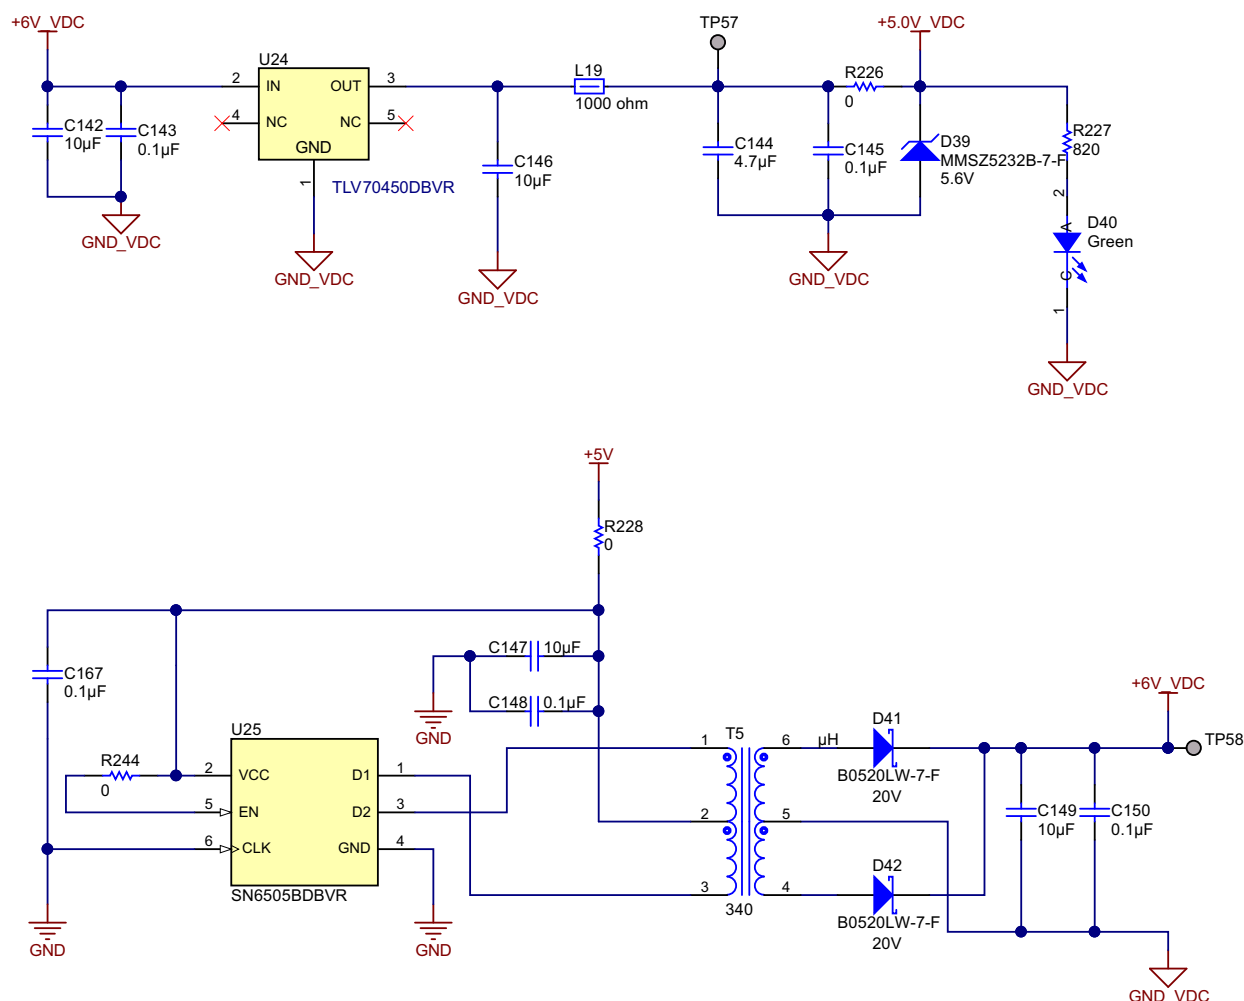 +6V_VDC
TP57
+5.0V_VDC
U24
2
IN
OUT
3
L19
1000 ohm
R226
0
4
NC
NC
5
GND
1
TLV70450DBVR
C142
10µF
C143
0.1µF
GND_VDC
GND_VDC
C146
10µF
GND_VDC
C144
4.7µF
C145
0.1µF
GND_VDC
D39
MMSZ5232B-7-F
5.6V
R227
820
2
A
D40
Green
C
1
GND_VDC
+5V
R228
0
C147
10µF
C148
0.1µF
GND
C167
0.1µF
R244
0
U25
2
VCC
D1
1
5
EN
D2
3
6
CLK
GND
4
SN6505BDBVR
GND
GND
T5
1
2
3
6
5
4
340
µH
D41
B0520LW-7-F
20V
D42
B0520LW-7-F
20V
+6V_VDC
TP58
C149
10µF
C150
0.1µF
GND_VDC